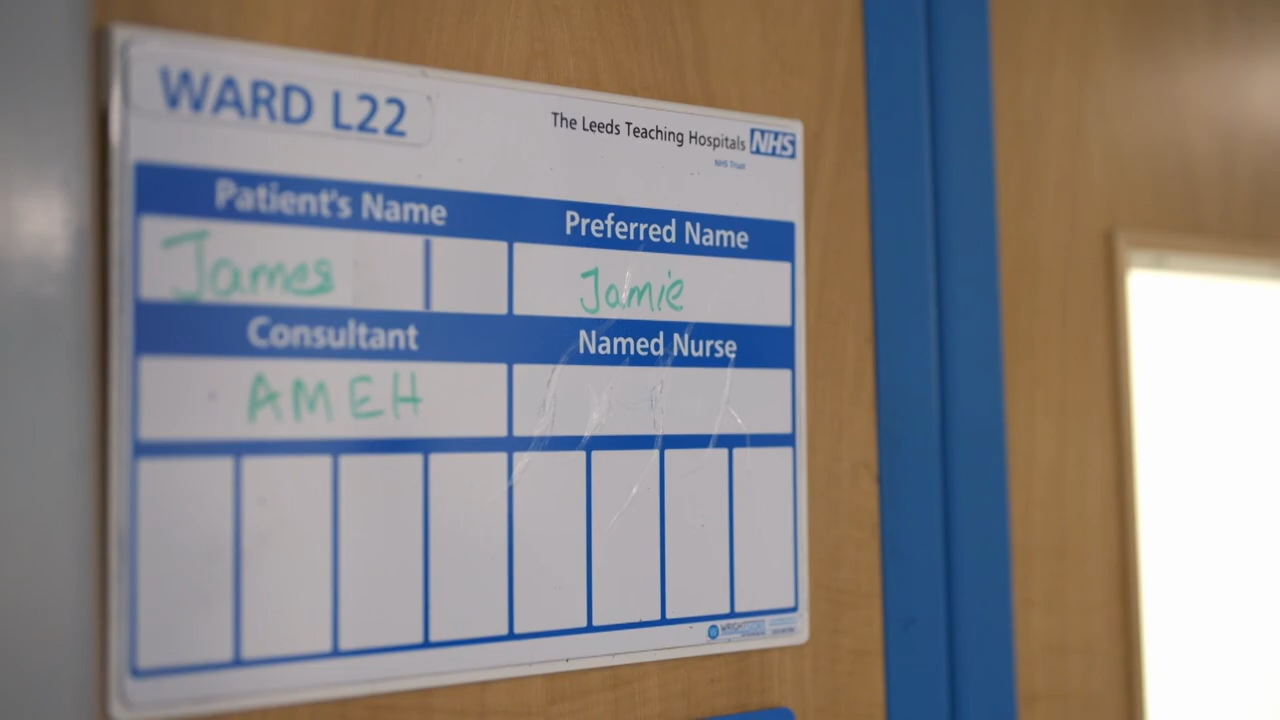 WARD L22
The Leeds Teaching Hospitals NHS
NHS Trust
Patient's Name
Preferred Name
James
Jamie
Consultant
Named Nurse
AMEH